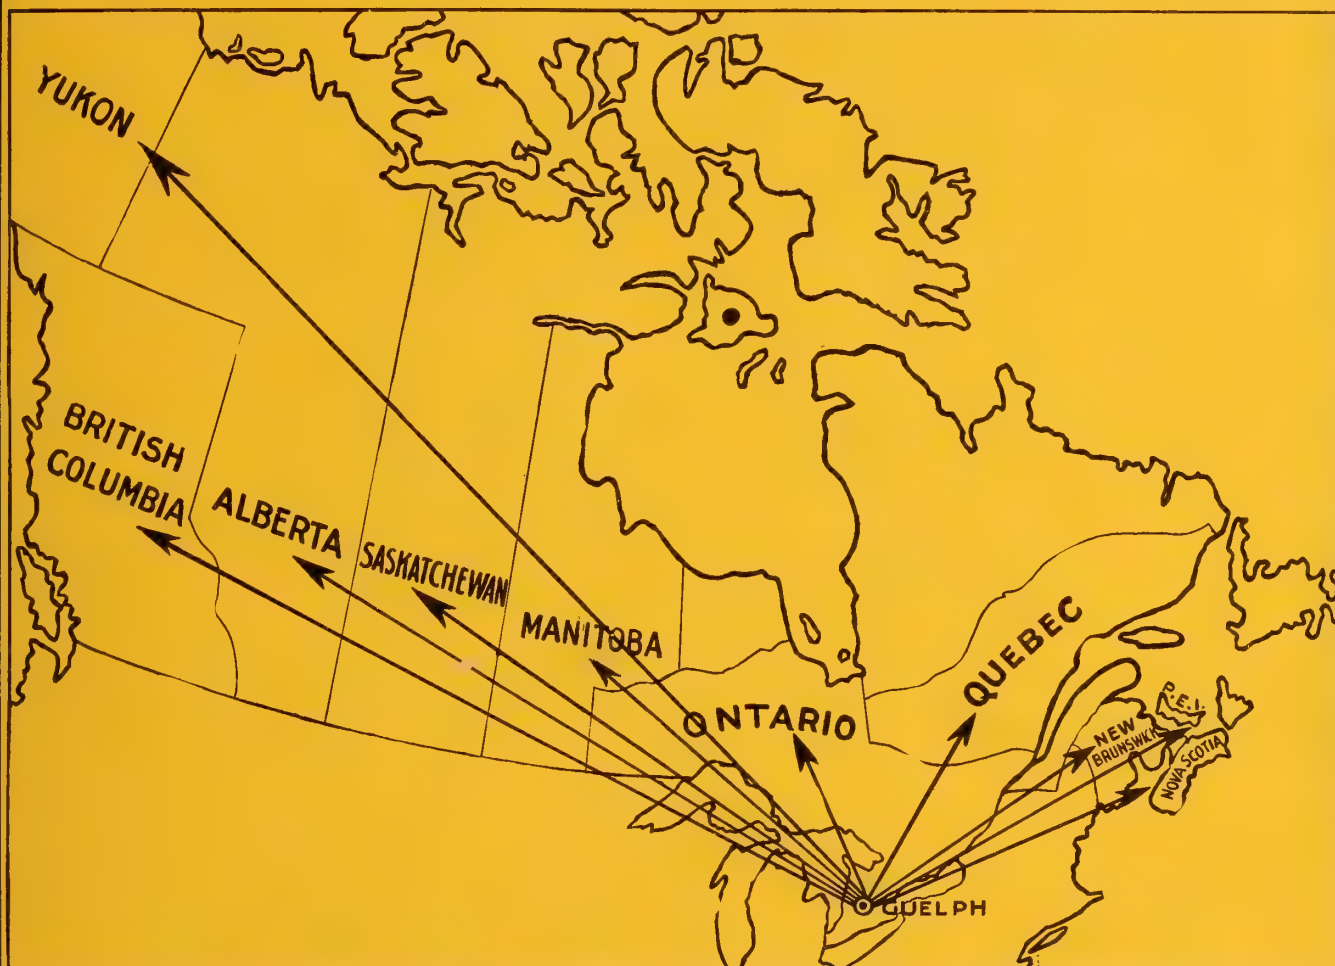 YUKON
BRITISH
COLUMBIA
ALBERTA
SASKATCHEWAN
MANITOBA
ONTARIO
QUEBEC
P.E.I.
NEW
BRUNSWICK
NOVA SCOTIA
GUELPH